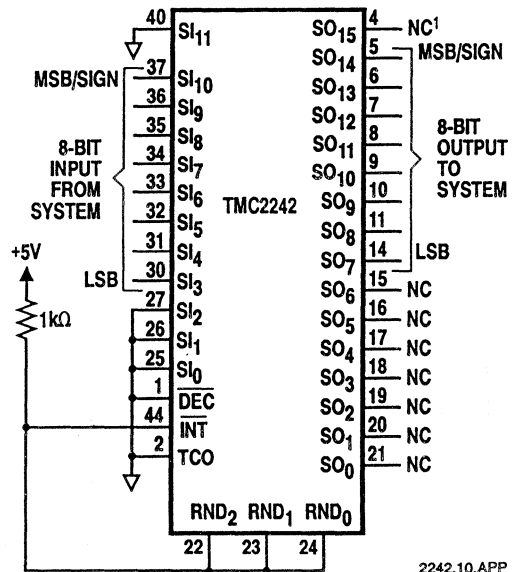 40 SI11 SO15 4 NC1
MSB/SIGN 37 SI10 SO14 5 MSB/SIGN
36 SI9 SO13 6
35 SI8 SO12 7
34 SI7 SO11 8
33 SI6 SO10 9
32 SI5 SO9 10
31 SI4 SO8 11
LSB 30 SI3 SO7 14 LSB
27 SI2 SO6 15 NC
26 SI1 SO5 16 NC
25 SI0 SO4 17 NC
1 DEC SO3 18 NC
44 INT SO2 19 NC
2 TCO SO1 20 NC
SO0 21 NC
8-BIT
INPUT
FROM
SYSTEM
TMC2242
8-BIT
OUTPUT
TO
SYSTEM
+5V
1kΩ
RND2 RND1 RND0
22 23 24
2242.10.APP